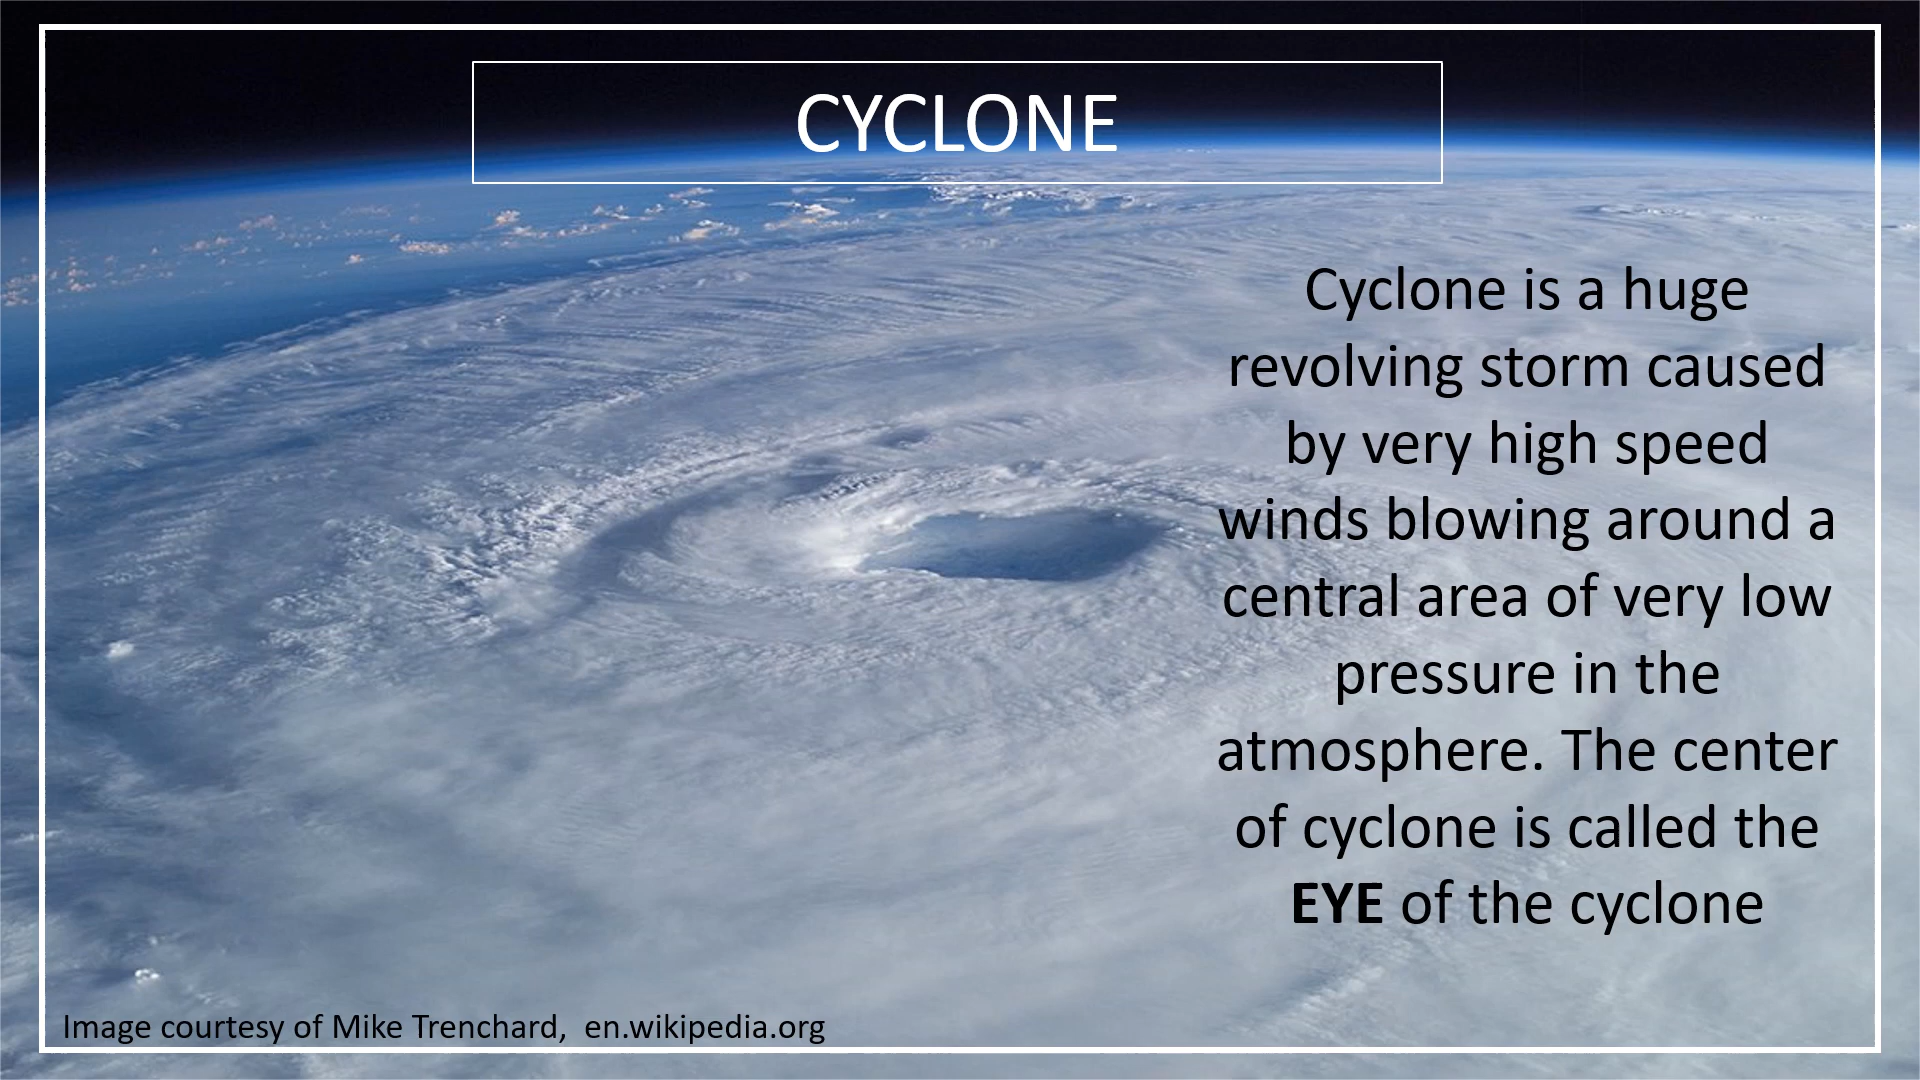 CYCLONE
Cyclone is a huge
revolving storm caused
by very high speed
winds blowing around a
central area of very low
pressure in the
atmosphere. The center
of cyclone is called the
EYE of the cyclone
Image courtesy of Mike Trenchard,  en.wikipedia.org